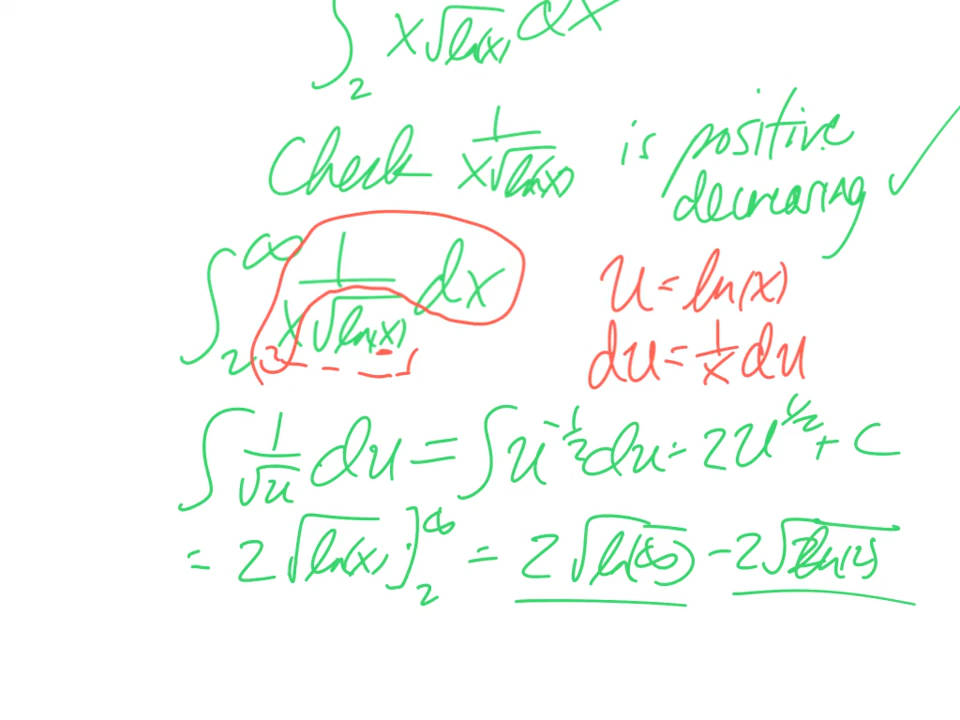 ∫₂ x√ln(x) dx
Check 1/(x√ln(x)) is positive decreasing ✓
∫₂^∞ 1/(x√ln(x)) dx
u = ln(x)
du = 1/x du
∫ 1/√u du = ∫ u^(-1/2) du = 2u^(1/2) + C
= 2√ln(x) ]₂^∞ = 2√ln(∞) - 2√ln(2)